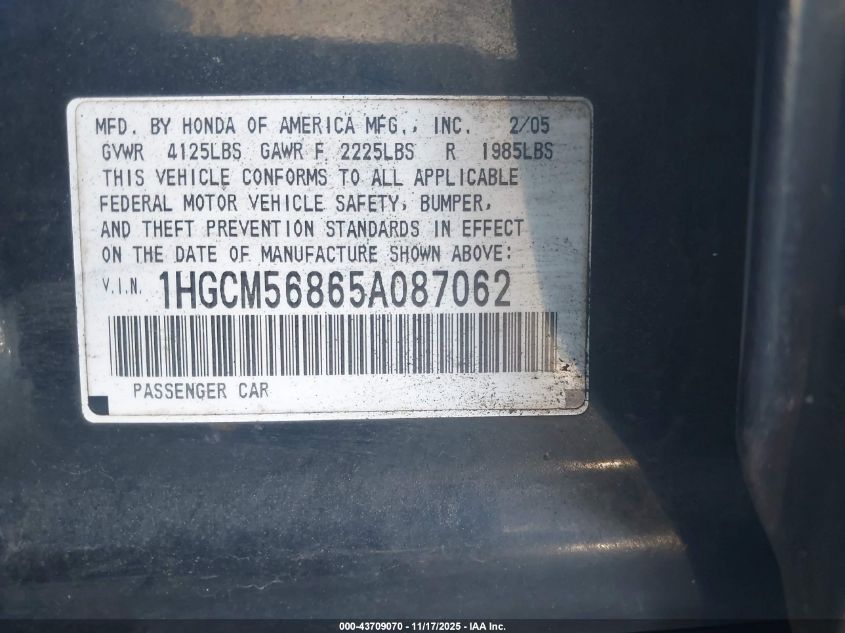 MFD. BY HONDA OF AMERICA MFG., INC. 2/05
GVWR 4125LBS GAWR F 2225LBS R 1985LBS
THIS VEHICLE CONFORMS TO ALL APPLICABLE
FEDERAL MOTOR VEHICLE SAFETY, BUMPER,
AND THEFT PREVENTION STANDARDS IN EFFECT
ON THE DATE OF MANUFACTURE SHOWN ABOVE:
V.I.N. 1HGCM56865A087062
PASSENGER CAR
000-43709070 - 11/17/2025 - IAA Inc.